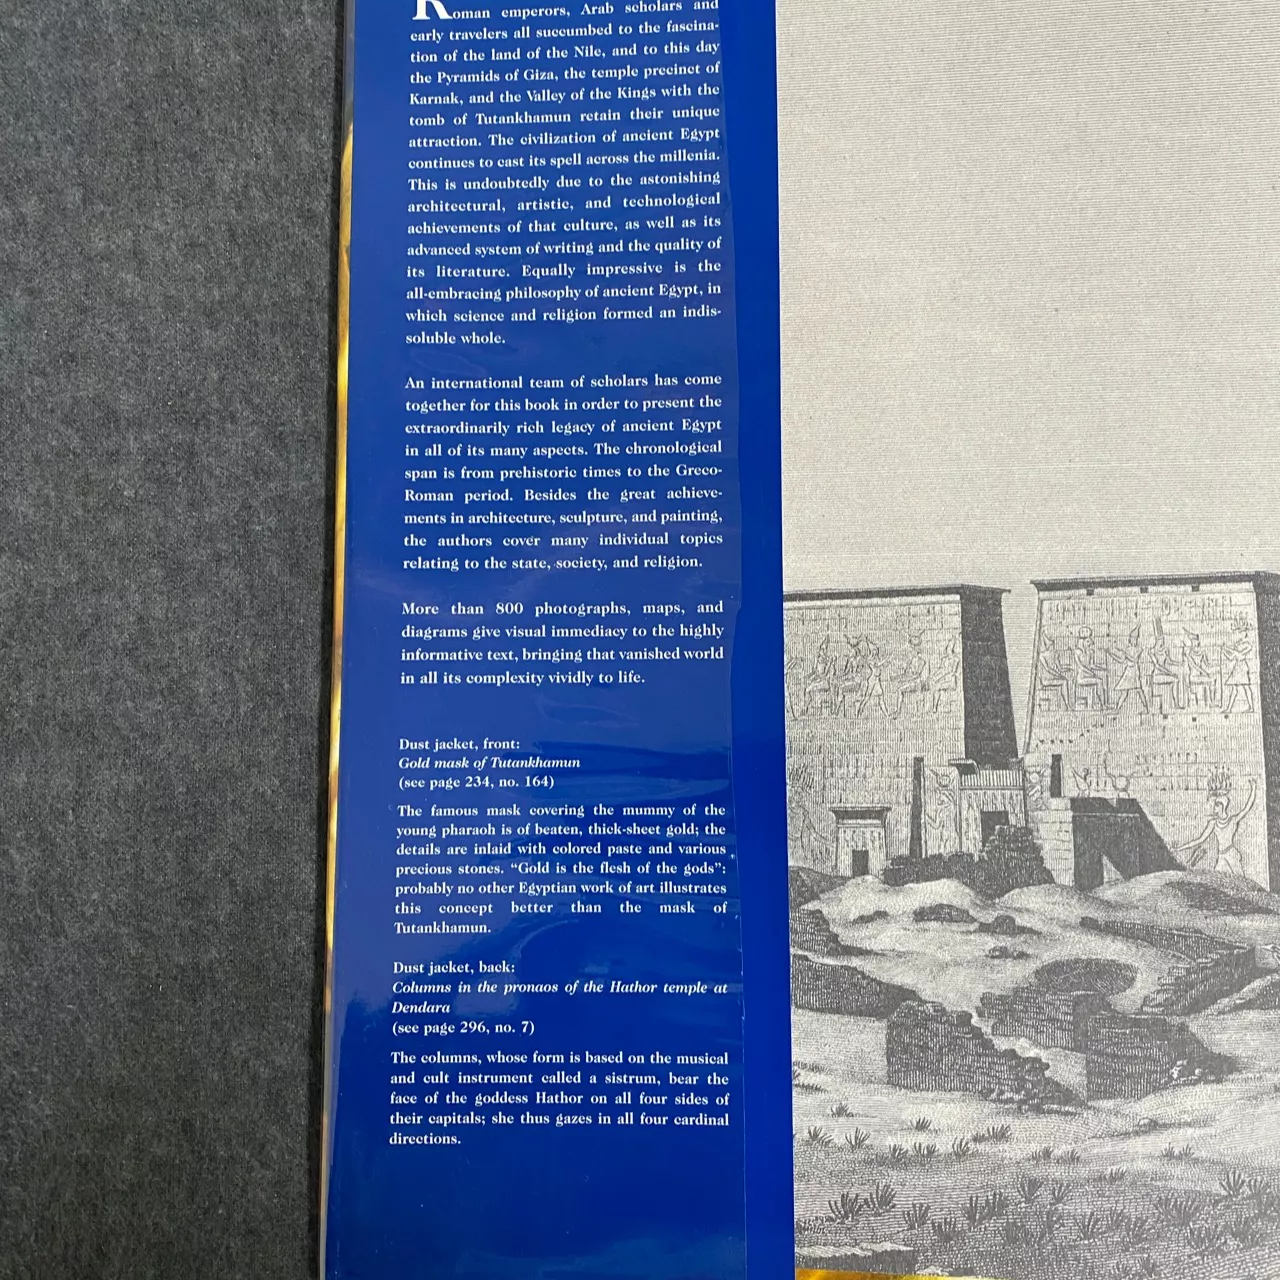 Roman emperors, Arab scholars and
early travelers all succumbed to the fascina-
tion of the land of the Nile, and to this day
the Pyramids of Giza, the temple precinct of
Karnak, and the Valley of the Kings with the
tomb of Tutankhamun retain their unique
attraction. The civilization of ancient Egypt
continues to cast its spell across the millenia.
This is undoubtedly due to the astonishing
architectural, artistic, and technological
achievements of that culture, as well as its
advanced system of writing and the quality of
its literature. Equally impressive is the
all-embracing philosophy of ancient Egypt, in
which science and religion formed an indis-
soluble whole.
An international team of scholars has come
together for this book in order to present the
extraordinarily rich legacy of ancient Egypt
in all of its many aspects. The chronological
span is from prehistoric times to the Greco-
Roman period. Besides the great achieve-
ments in architecture, sculpture, and painting,
the authors cover many individual topics
relating to the state, society, and religion.
More than 800 photographs, maps, and
diagrams give visual immediacy to the highly
informative text, bringing that vanished world
in all its complexity vividly to life.
Dust jacket, front:
Gold mask of Tutankhamun
(see page 234, no. 164)
The famous mask covering the mummy of the
young pharaoh is of beaten, thick-sheet gold; the
details are inlaid with colored paste and various
precious stones. “Gold is the flesh of the gods”:
probably no other Egyptian work of art illustrates
this concept better than the mask of
Tutankhamun.
Dust jacket, back:
Columns in the pronaos of the Hathor temple at
Dendara
(see page 296, no. 7)
The columns, whose form is based on the musical
and cult instrument called a sistrum, bear the
face of the goddess Hathor on all four sides of
their capitals; she thus gazes in all four cardinal
directions.